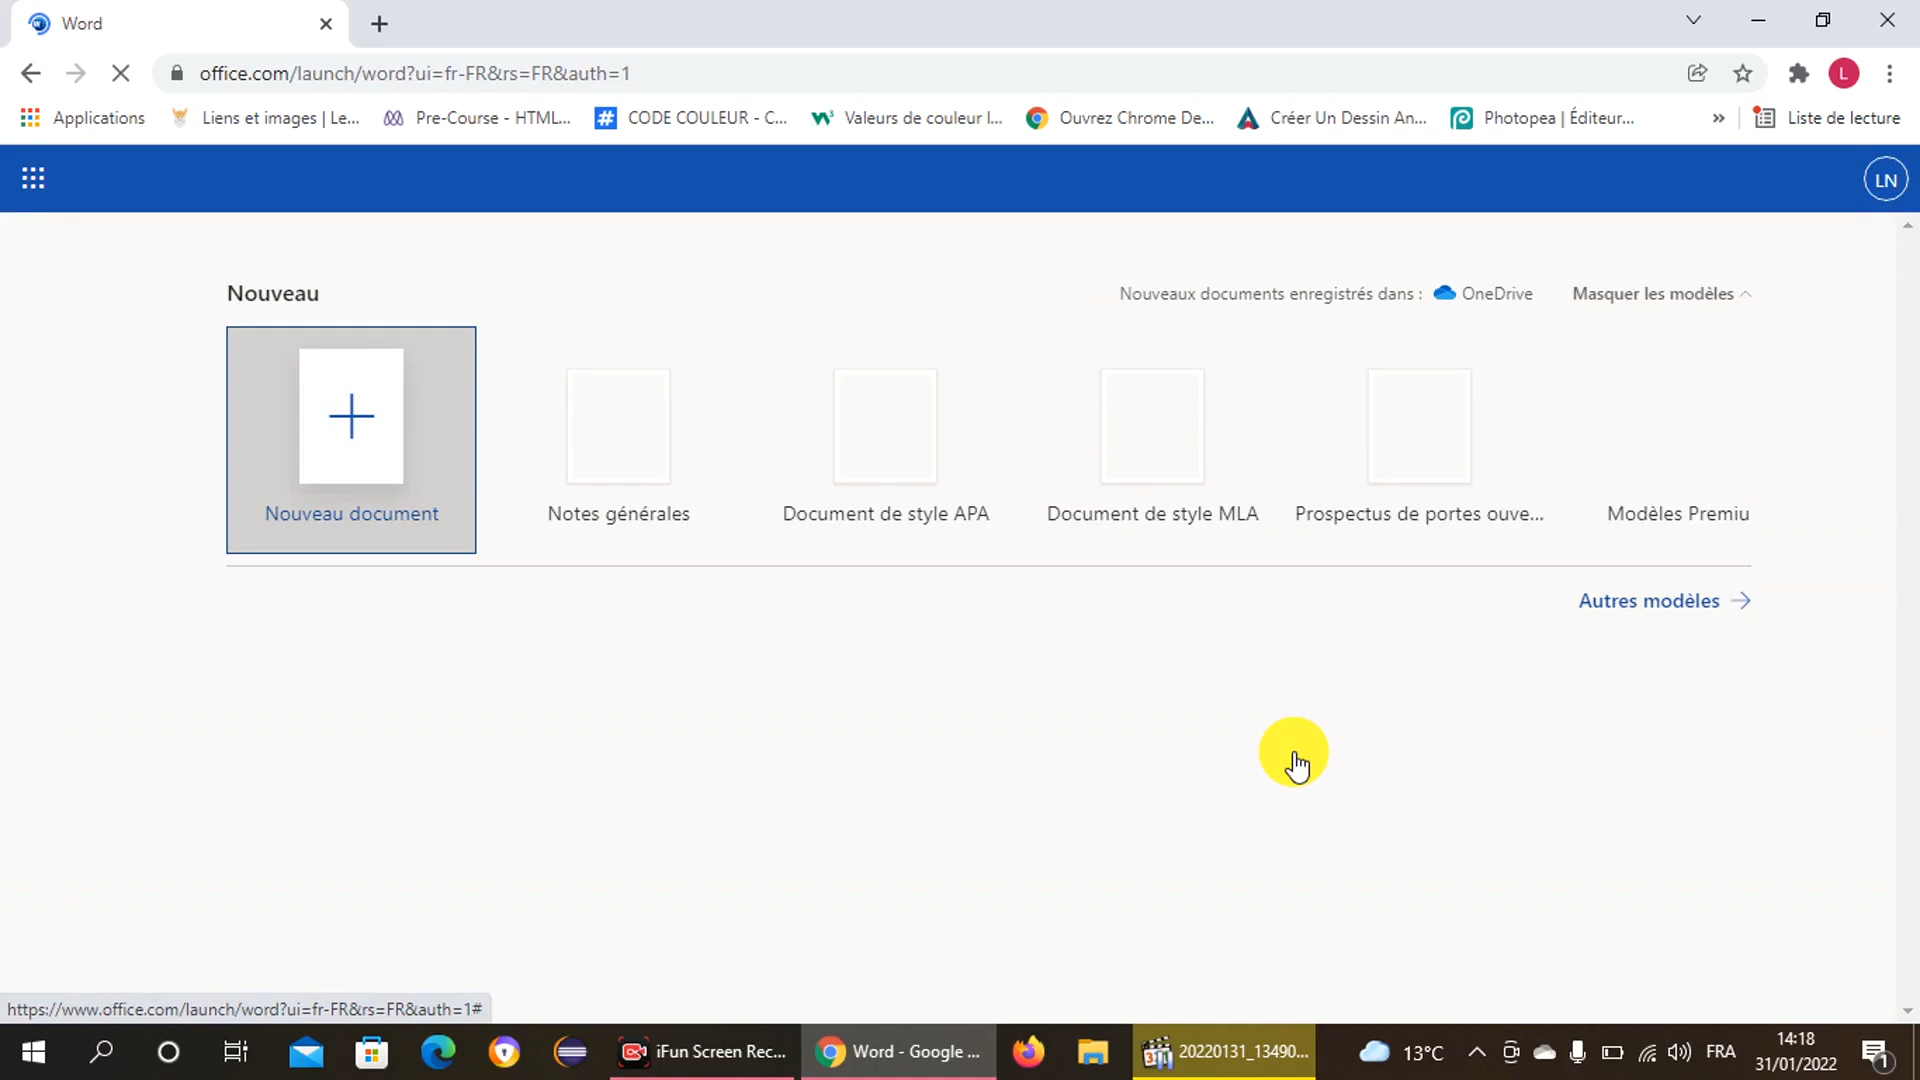 Word
office.com/launch/word?ui=fr-FR&rs=FR&auth=1
L
Applications
Liens et images | Le...
Pre-Course - HTML...
CODE COULEUR - C...
Valeurs de couleur l...
Ouvrez Chrome De...
Créer Un Dessin An...
Photopea | Éditeur...
»
Liste de lecture
LN
Nouveau
Nouveaux documents enregistrés dans : OneDrive
Masquer les modèles
Nouveau document
Notes générales
Document de style APA
Document de style MLA
Prospectus de portes ouve...
Modèles Premiu
Autres modèles
https://www.office.com/launch/word?ui=fr-FR&rs=FR&auth=1#
iFun Screen Rec...
Word - Google ...
20220131_13490...
13°C
FRA
14:18
31/01/2022
1